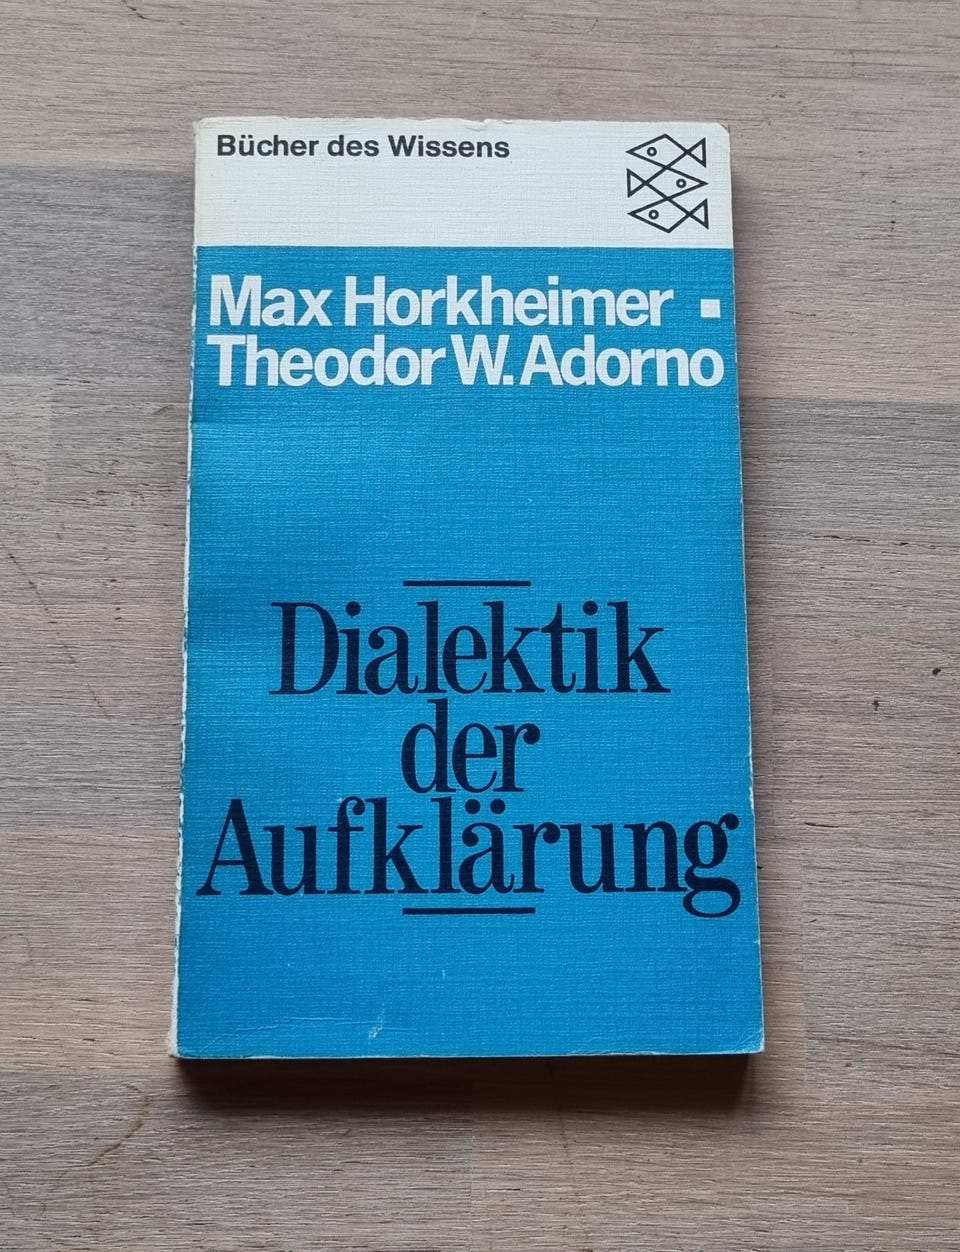 Bücher des Wissens
Max Horkheimer ▪
Theodor W. Adorno
Dialektik
der
Aufklärung